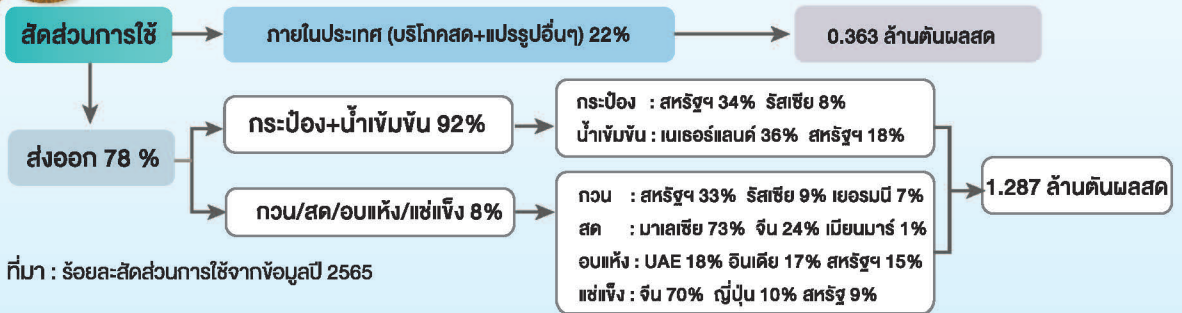 สัดส่วนการใช้
ภายในประเทศ (บริโภคสด+แปรรูปอื่นๆ) 22%
0.363 ล้านตันผลสด
ส่งออก 78 %
กระป๋อง+น้ำเข้มข้น 92%
กระป๋อง : สหรัฐฯ 34% รัสเซีย 8%
น้ำเข้มข้น : เนเธอร์แลนด์ 36% สหรัฐฯ 18%
กวน/สด/อบแห้ง/แช่แข็ง 8%
กวน : สหรัฐฯ 33% รัสเซีย 9% เยอรมนี 7%
สด : มาเลเซีย 73% จีน 24% เมียนมาร์ 1%
อบแห้ง : UAE 18% อินเดีย 17% สหรัฐฯ 15%
แช่แข็ง : จีน 70% ญี่ปุ่น 10% สหรัฐ 9%
1.287 ล้านตันผลสด
ที่มา : ร้อยละสัดส่วนการใช้จากข้อมูลปี 2565